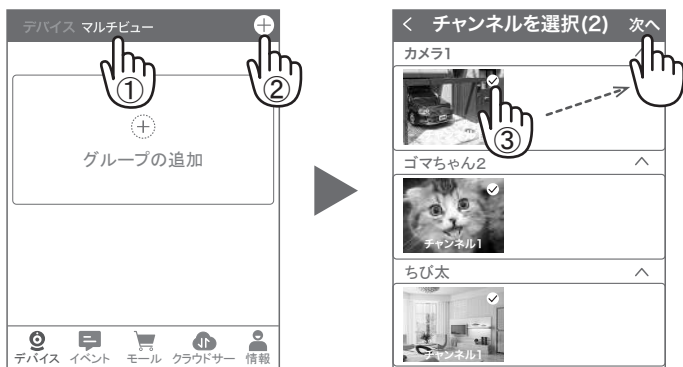 デバイス マルチビュー
①
②
グループの追加
デバイス イベント モール クラウドサー 情報
チャンネルを選択(2) 次へ
カメラ1
③
ゴマちゃん2
チャンネル1
ちび太
チャンネル1